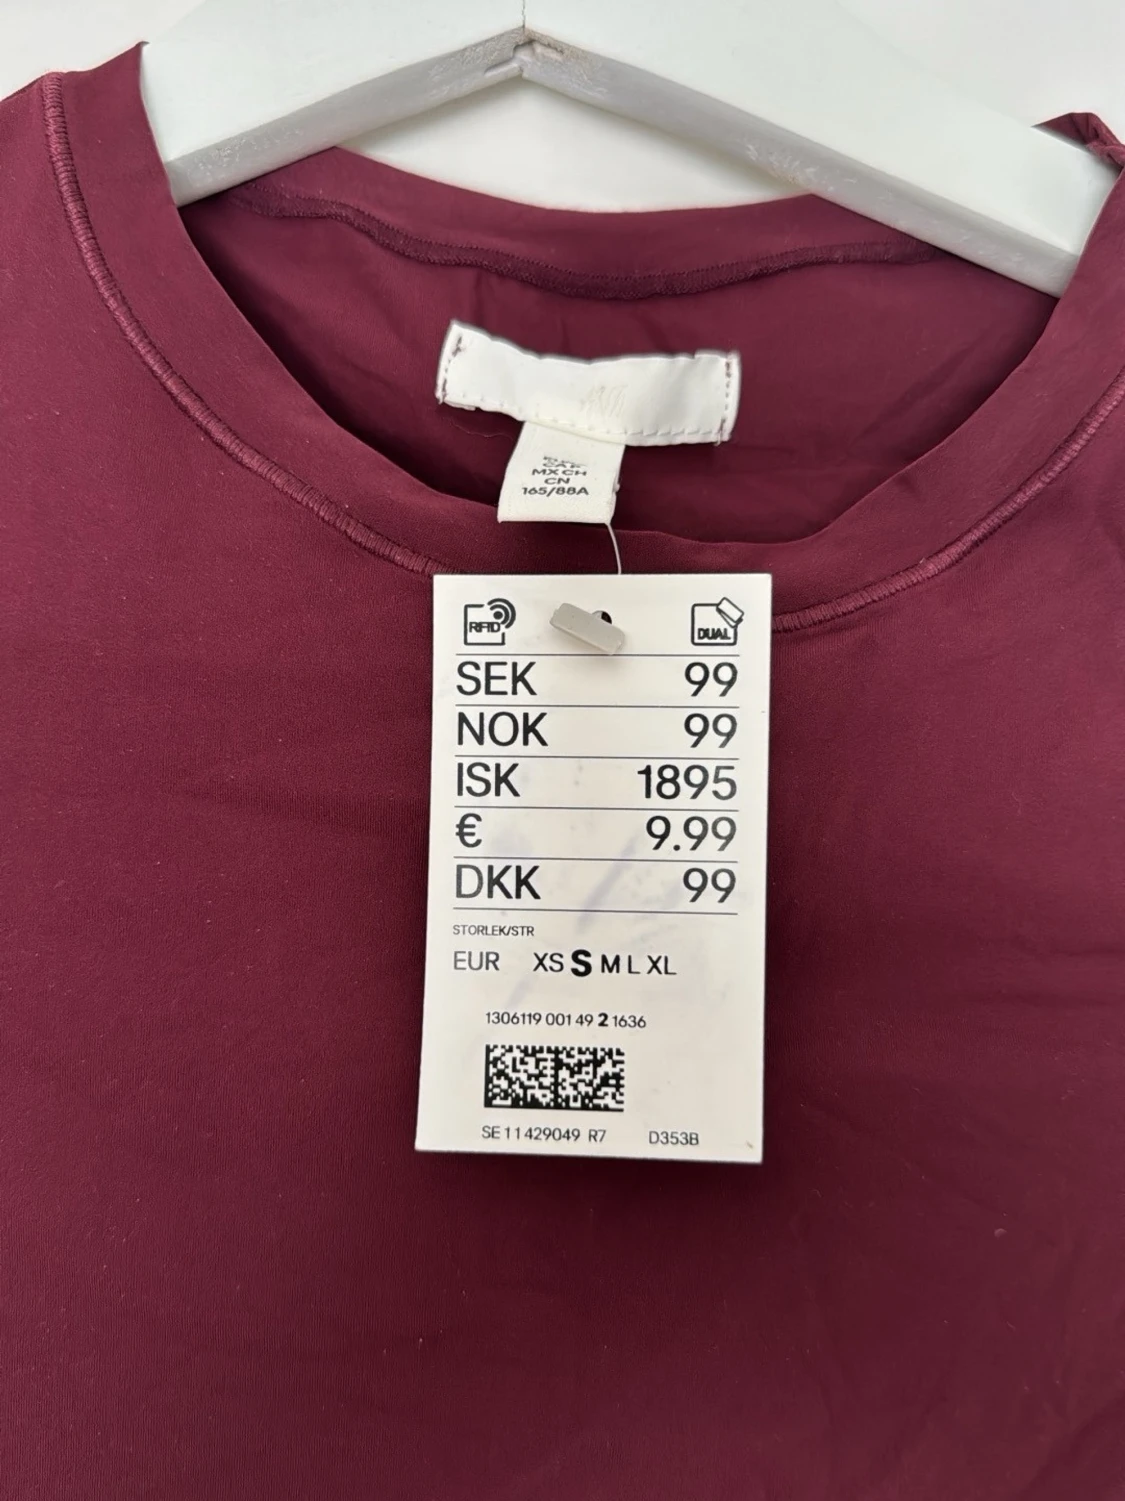 CA P
MX CH
CN
165/88A
RFID
DUAL
SEK 99
NOK 99
ISK 1895
€ 9.99
DKK 99
STORLEK/STR
EUR XS S M L XL
1306119 001 49 2 1636
SE 11429049 R7 D353B